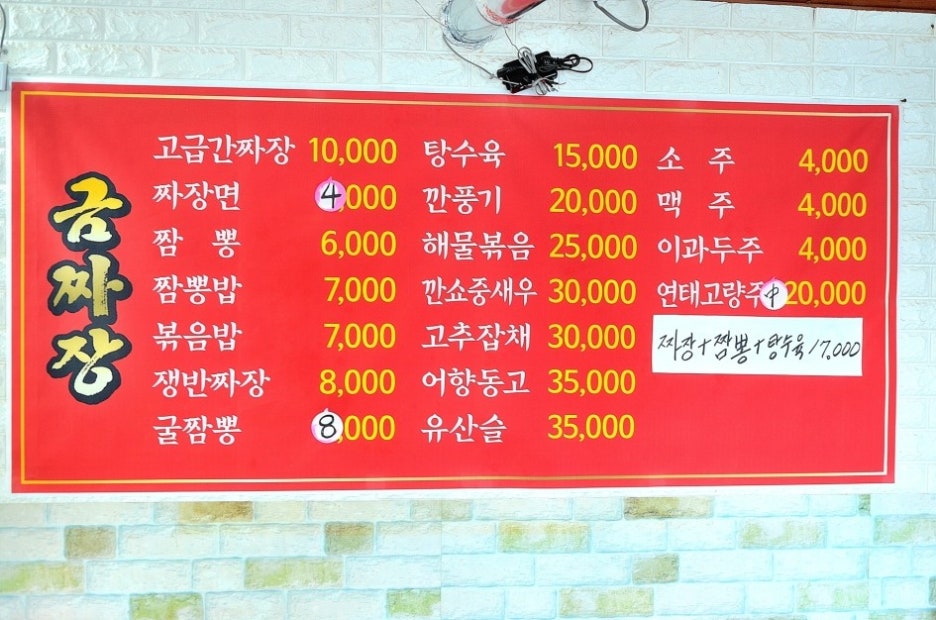 금짜장
고급간짜장 10,000
짜장면 4,000
짬 뽕 6,000
짬뽕밥 7,000
볶음밥 7,000
쟁반짜장 8,000
굴짬뽕 8,000
탕수육 15,000
깐풍기 20,000
해물볶음 25,000
깐쇼중새우 30,000
고추잡채 30,000
어향동고 35,000
유산슬 35,000
소 주 4,000
맥 주 4,000
이과두주 4,000
연태고량주 中 20,000
짜장+짬뽕+탕수육 17,000